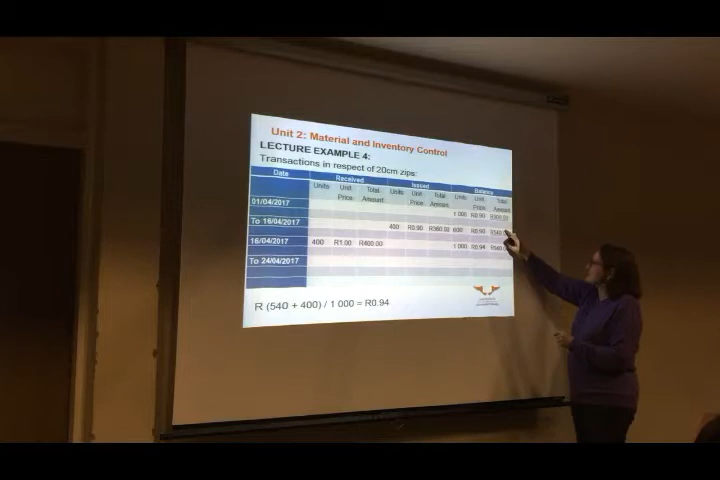 Unit 2: Material and Inventory Control
LECTURE EXAMPLE 4:
Transactions in respect of 20cm zips:
Date Received Issued Balance
Units Unit Price Total Amount Units Unit Price Total Amount Units Unit Price Total Amount
01/04/2017 1 000 R0.90 R900.00
To 16/04/2017 400 R0.90 R360.00 600 R0.90
16/04/2017 400 R1.00 R400.00 1 000 R0.94
To 24/04/2017
R (540 + 400) / 1 000 = R0.94